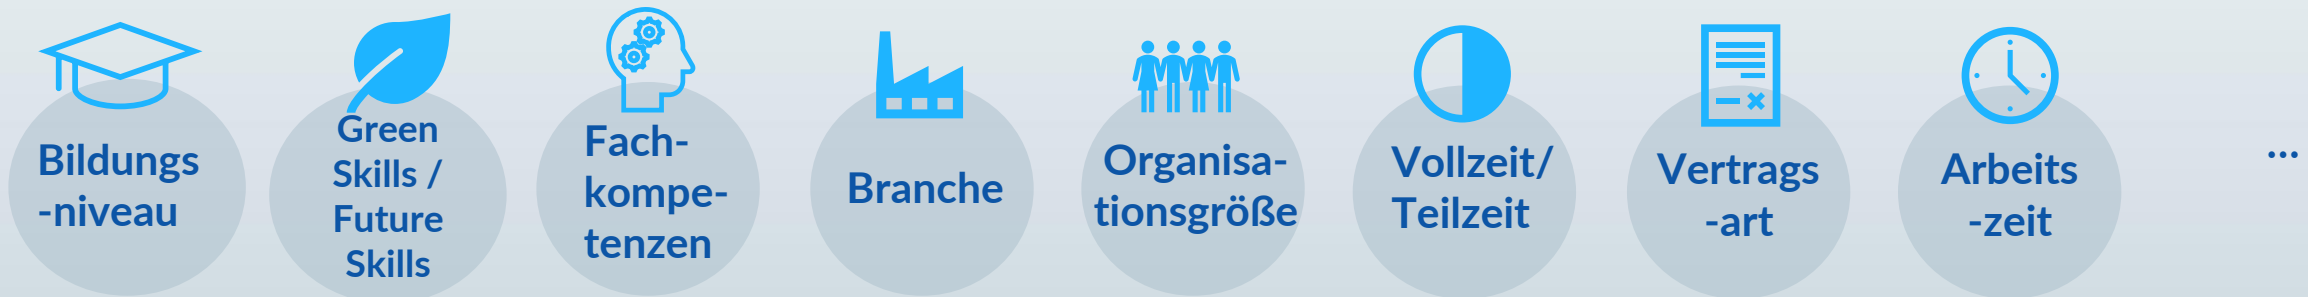 Bildungs
-niveau
Green
Skills /
Future
Skills
Fach-
kompe-
tenzen
Branche
Organisa-
tionsgröße
Vollzeit/
Teilzeit
Vertrags
-art
Arbeits
-zeit
...